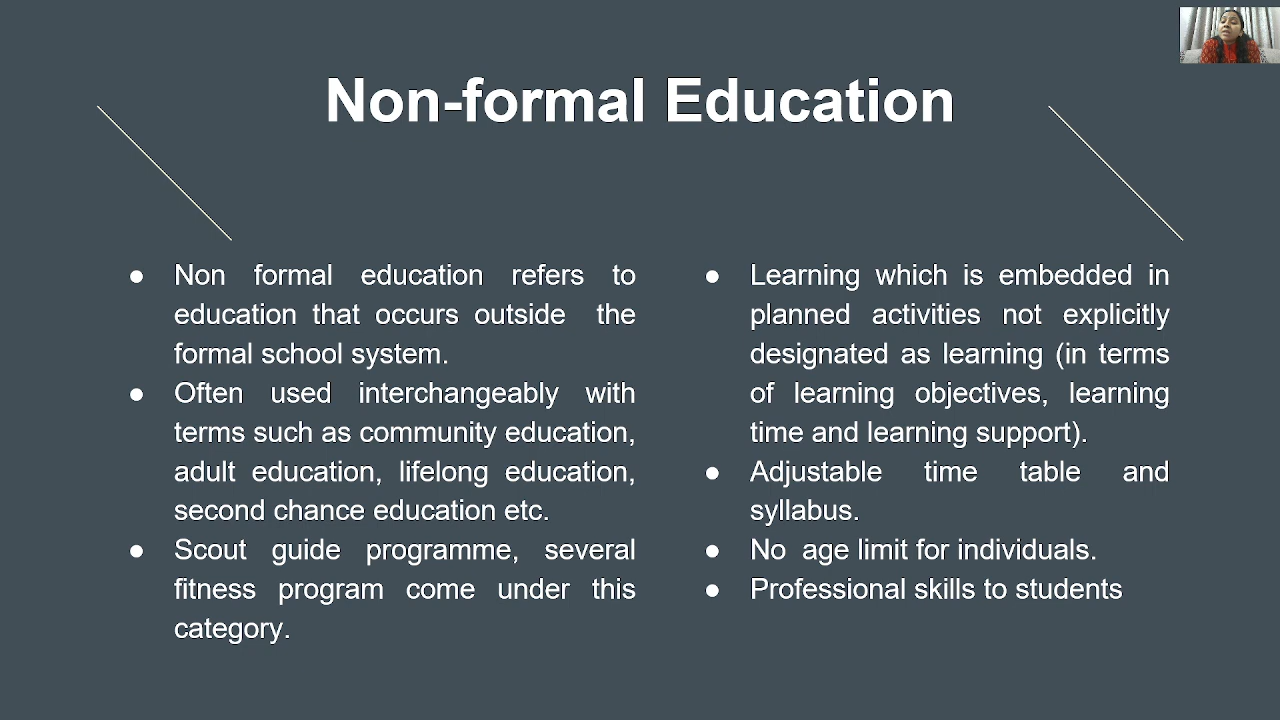 Non-formal Education
● Non formal education refers to
education that occurs outside the
formal school system.
● Often used interchangeably with
terms such as community education,
adult education, lifelong education,
second chance education etc.
● Scout guide programme, several
fitness program come under this
category.
● Learning which is embedded in
planned activities not explicitly
designated as learning (in terms
of learning objectives, learning
time and learning support).
● Adjustable time table and
syllabus.
● No age limit for individuals.
● Professional skills to students